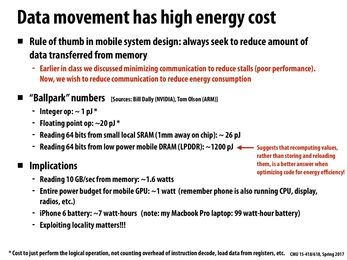 Data movement has high energy cost
■ Rule of thumb in mobile system design: always seek to reduce amount of
data transferred from memory
- Earlier in class we discussed minimizing communication to reduce stalls (poor performance).
Now, we wish to reduce communication to reduce energy consumption
■ “Ballpark” numbers [Sources: Bill Dally (NVIDIA), Tom Olson (ARM)]
- Integer op: ~ 1 pJ *
- Floating point op: ~20 pJ *
- Reading 64 bits from small local SRAM (1mm away on chip): ~ 26 pJ
- Reading 64 bits from low power mobile DRAM (LPDDR): ~1200 pJ
Suggests that recomputing values,
rather than storing and reloading
them, is a better answer when
optimizing code for energy efficiency!
■ Implications
- Reading 10 GB/sec from memory: ~1.6 watts
- Entire power budget for mobile GPU: ~1 watt (remember phone is also running CPU, display,
radios, etc.)
- iPhone 6 battery: ~7 watt-hours (note: my Macbook Pro laptop: 99 watt-hour battery)
- Exploiting locality matters!!!
* Cost to just perform the logical operation, not counting overhead of instruction decode, load data from registers, etc.
CMU 15-418/618, Spring 2017